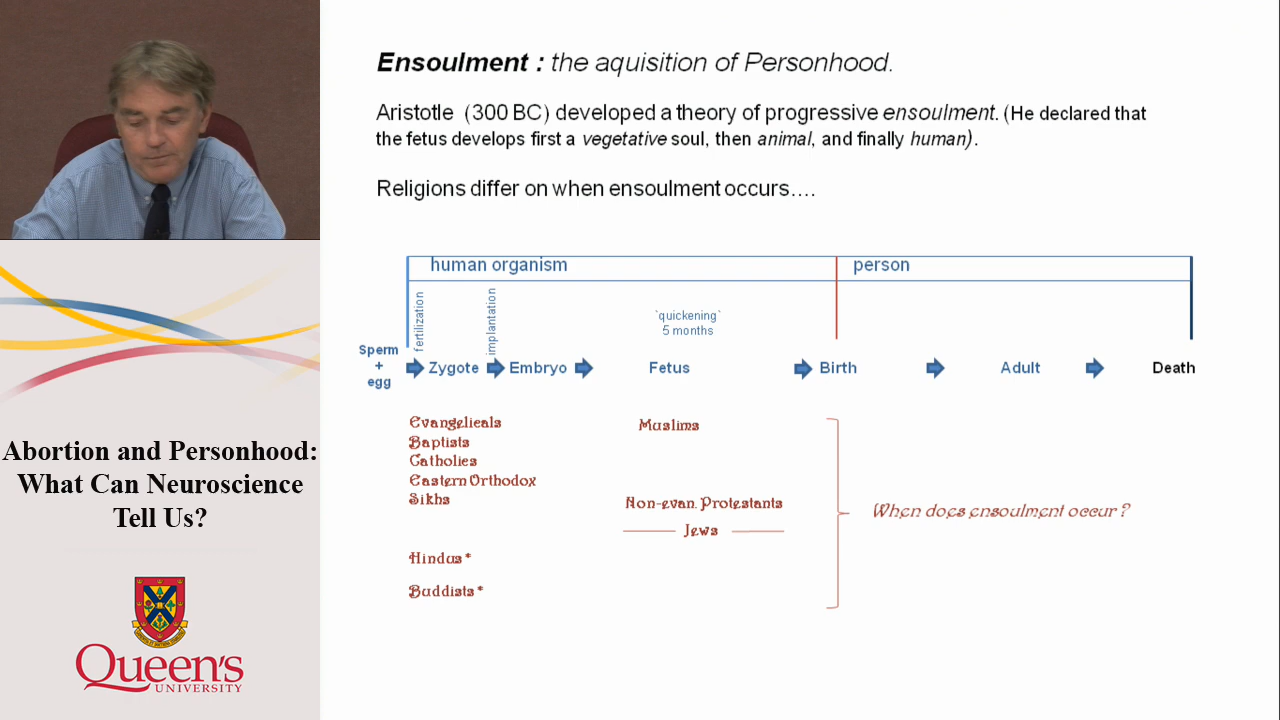 Ensoulment : the aquisition of Personhood.
Aristotle (300 BC) developed a theory of progressive ensoulment. (He declared that
the fetus develops first a vegetative soul, then animal, and finally human).
Religions differ on when ensoulment occurs....
human organism
person
fertilization
implantation
`quickening`
5 months
Sperm
+
egg
Zygote
Embryo
Fetus
Birth
Adult
Death
Evangelicals
Baptists
Catholics
Eastern Orthodox
Sikhs
Hindus*
Buddists*
Muslims
Non-evan. Protestants
Jews
When does ensoulment occur?
Abortion and Personhood:
What Can Neuroscience
Tell Us?
Queen's
UNIVERSITY